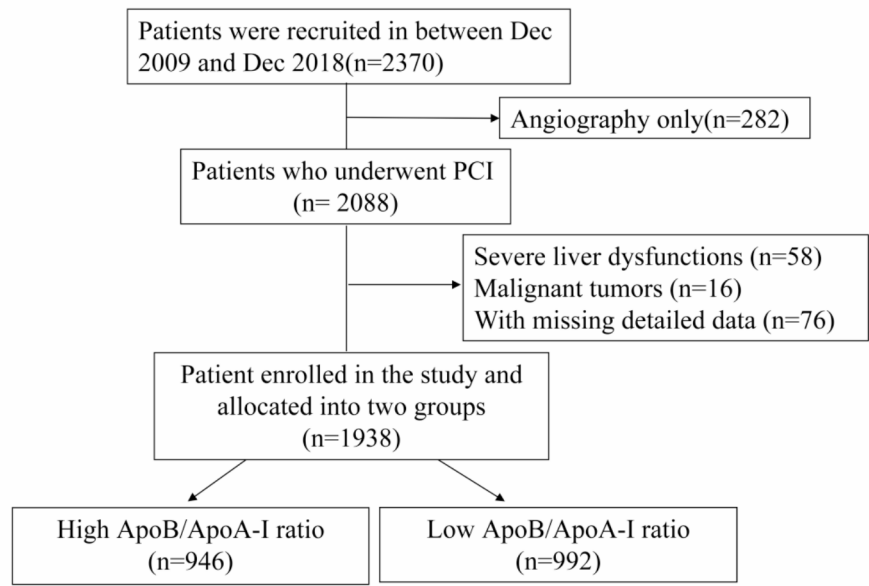 Patients were recruited in between Dec
2009 and Dec 2018(n=2370)
Angiography only(n=282)
Patients who underwent PCI
(n= 2088)
Severe liver dysfunctions (n=58)
Malignant tumors (n=16)
With missing detailed data (n=76)
Patient enrolled in the study and
allocated into two groups
(n=1938)
High ApoB/ApoA-I ratio
(n=946)
Low ApoB/ApoA-I ratio
(n=992)